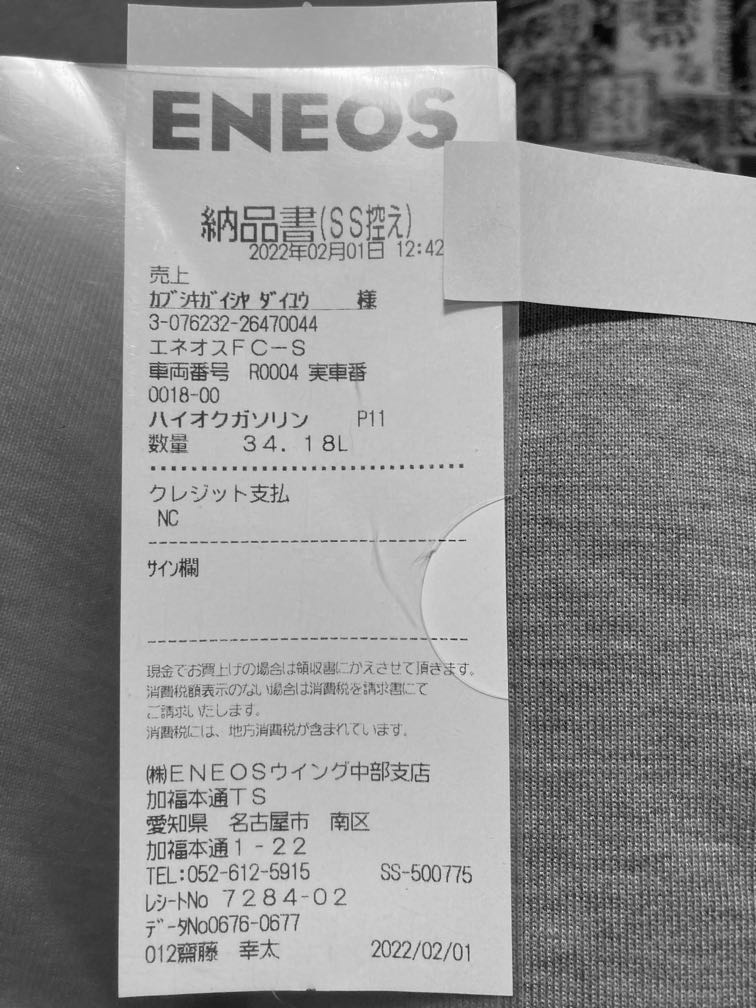 ENEOS
納品書(SS控え)
2022年02月01日 12:42
売上
カブシキガイシャ ダイユウ 様
3-076232-26470044
エネオスFC-S
車両番号 R0004 実車番
0018-00
ハイオクガソリン P11
数量 34.18L
クレジット支払
NC
サイン欄
現金でお買上げの場合は領収書にかえさせて頂きます。
消費税額表示のない場合は消費税を請求書にて
ご請求いたします。
消費税には、地方消費税が含まれています。
㈱ENEOSウイング中部支店
加福本通TS
愛知県 名古屋市 南区
加福本通1-22
TEL:052-612-5915 SS-500775
レシートNo 7284-02
データNo0676-0677
012齋藤 幸太 2022/02/01